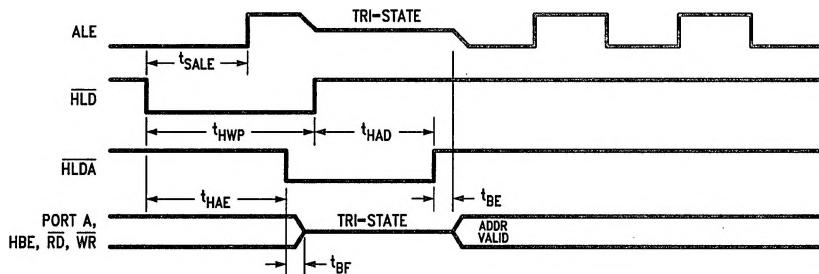 TRI-STATE
ALE
tSALE
HLD
tHWP
tHAD
HLDA
tHAE
tBE
PORT A,
HBE, RD, WR
TRI-STATE
ADDR
VALID
tBF